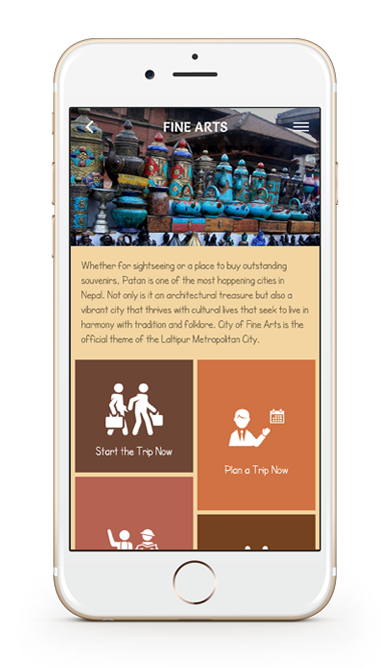 FINE ARTS
Whether for sightseeing or a place to buy outstanding
souvenirs, Patan is one of the most happening cities in
Nepal. Not only is it an architectural treasure but also a
vibrant city that thrives with cultural lives that seek to live in
harmony with tradition and folklore. City of Fine Arts is the
official theme of the Laltipur Metropolitan City.
Start the Trip Now
Plan a Trip Now